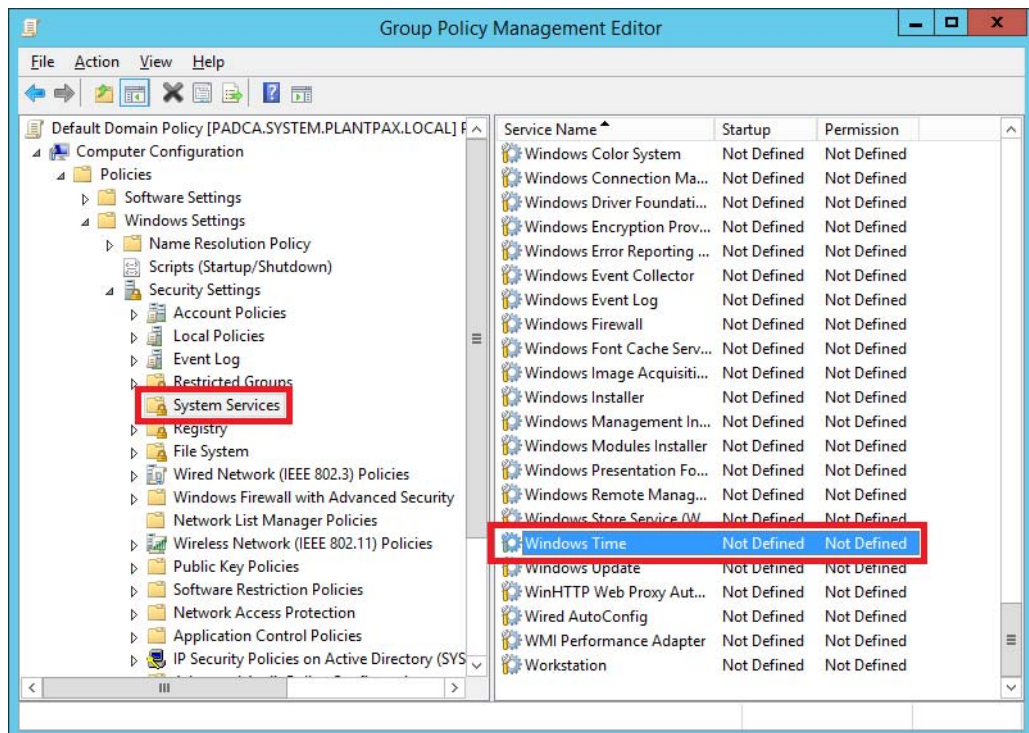 Group Policy Management Editor
File Action View Help
Default Domain Policy [PADCA.SYSTEM.PLANTPAX.LOCAL]
Computer Configuration
Policies
Software Settings
Windows Settings
Name Resolution Policy
Scripts (Startup/Shutdown)
Security Settings
Account Policies
Local Policies
Event Log
Restricted Groups
System Services
Registry
File System
Wired Network (IEEE 802.3) Policies
Windows Firewall with Advanced Security
Network List Manager Policies
Wireless Network (IEEE 802.11) Policies
Public Key Policies
Software Restriction Policies
Network Access Protection
Application Control Policies
IP Security Policies on Active Directory (SYS
Service Name Startup Permission
Windows Color System Not Defined Not Defined
Windows Connection Ma... Not Defined Not Defined
Windows Driver Foundati... Not Defined Not Defined
Windows Encryption Prov... Not Defined Not Defined
Windows Error Reporting ... Not Defined Not Defined
Windows Event Collector Not Defined Not Defined
Windows Event Log Not Defined Not Defined
Windows Firewall Not Defined Not Defined
Windows Font Cache Serv... Not Defined Not Defined
Windows Image Acquisiti... Not Defined Not Defined
Windows Installer Not Defined Not Defined
Windows Management In... Not Defined Not Defined
Windows Modules Installer Not Defined Not Defined
Windows Presentation Fo... Not Defined Not Defined
Windows Remote Manag... Not Defined Not Defined
Windows Store Service (W... Not Defined Not Defined
Windows Time Not Defined Not Defined
Windows Update Not Defined Not Defined
WinHTTP Web Proxy Aut... Not Defined Not Defined
Wired AutoConfig Not Defined Not Defined
WMI Performance Adapter Not Defined Not Defined
Workstation Not Defined Not Defined